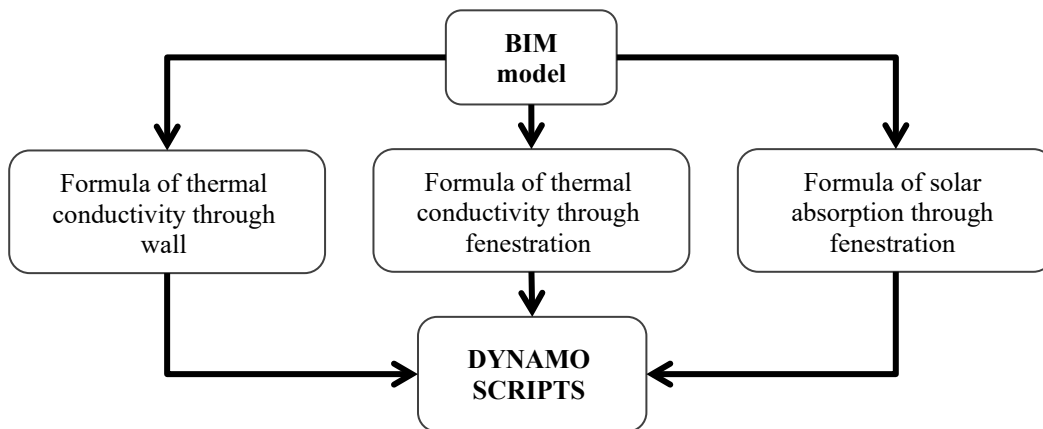 BIM
model
Formula of thermal
conductivity through
wall
Formula of thermal
conductivity through
fenestration
Formula of solar
absorption through
fenestration
DYNAMO
SCRIPTS